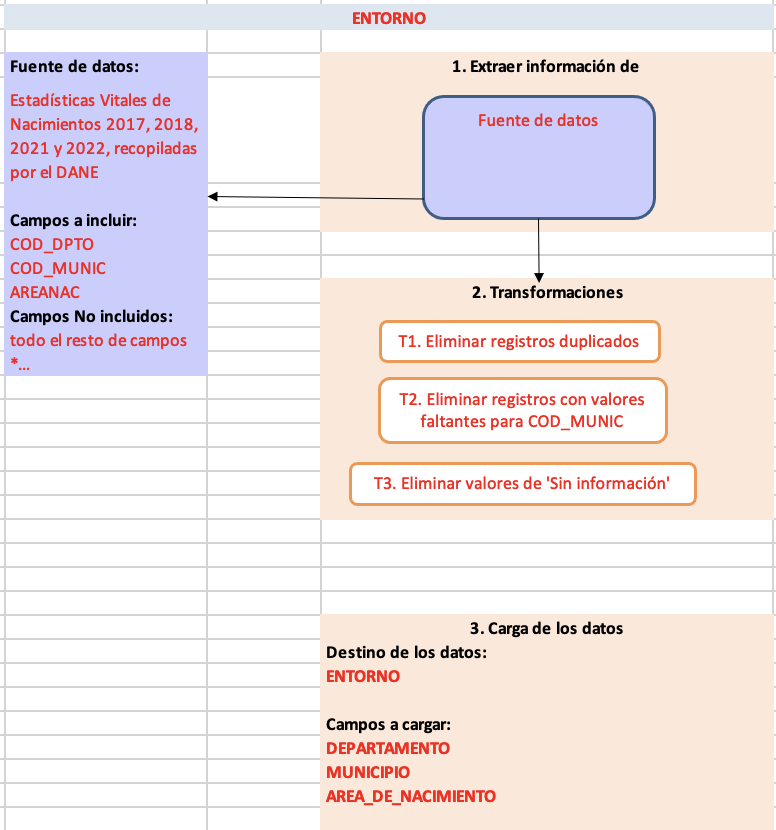 ENTORNO
Fuente de datos:
Estadísticas Vitales de
Nacimientos 2017, 2018,
2021 y 2022, recopiladas
por el DANE
Campos a incluir:
COD_DPTO
COD_MUNIC
AREANAC
Campos No incluidos:
todo el resto de campos
*...
1. Extraer información de
Fuente de datos
2. Transformaciones
T1. Eliminar registros duplicados
T2. Eliminar registros con valores
faltantes para COD_MUNIC
T3. Eliminar valores de 'Sin información'
3. Carga de los datos
Destino de los datos:
ENTORNO
Campos a cargar:
DEPARTAMENTO
MUNICIPIO
AREA_DE_NACIMIENTO